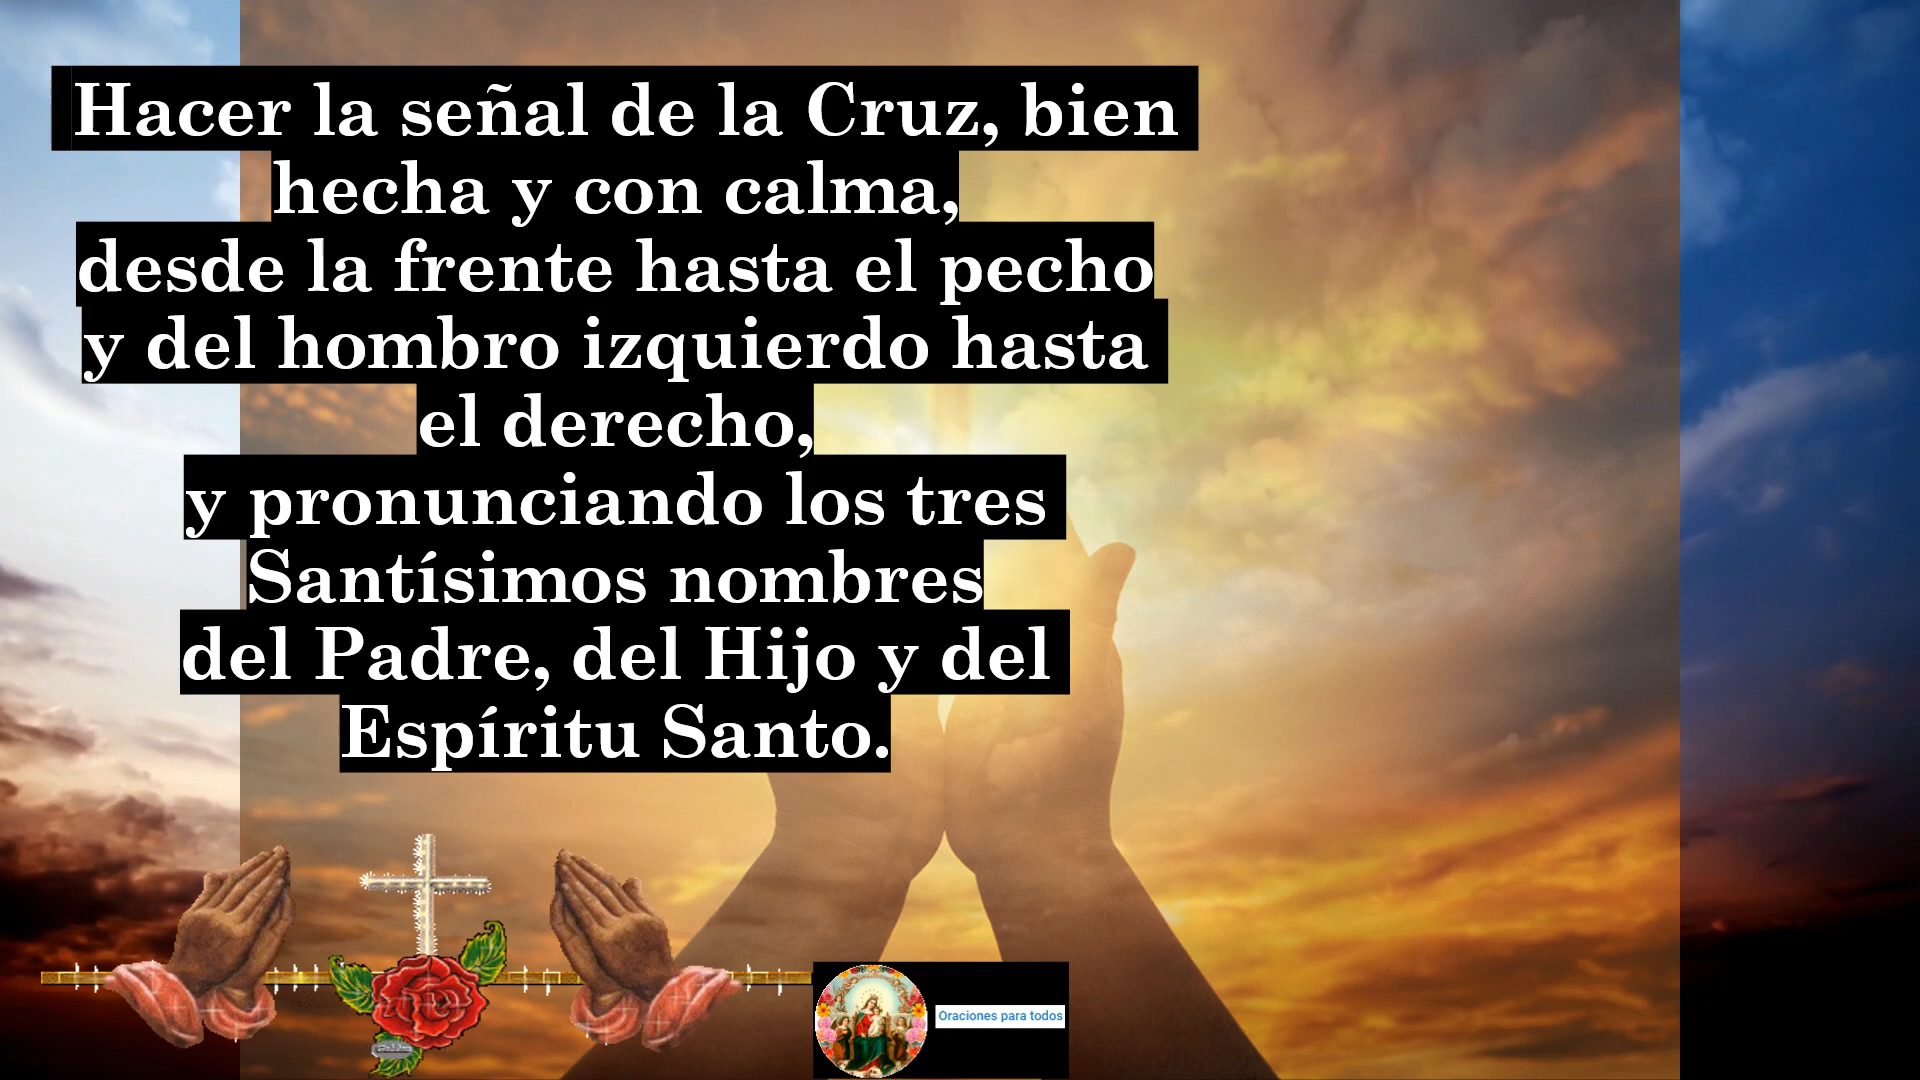 Hacer la señal de la Cruz, bien
hecha y con calma,
desde la frente hasta el pecho
y del hombro izquierdo hasta
el derecho,
y pronunciando los tres
Santísimos nombres
del Padre, del Hijo y del
Espíritu Santo.
Oraciones para todos